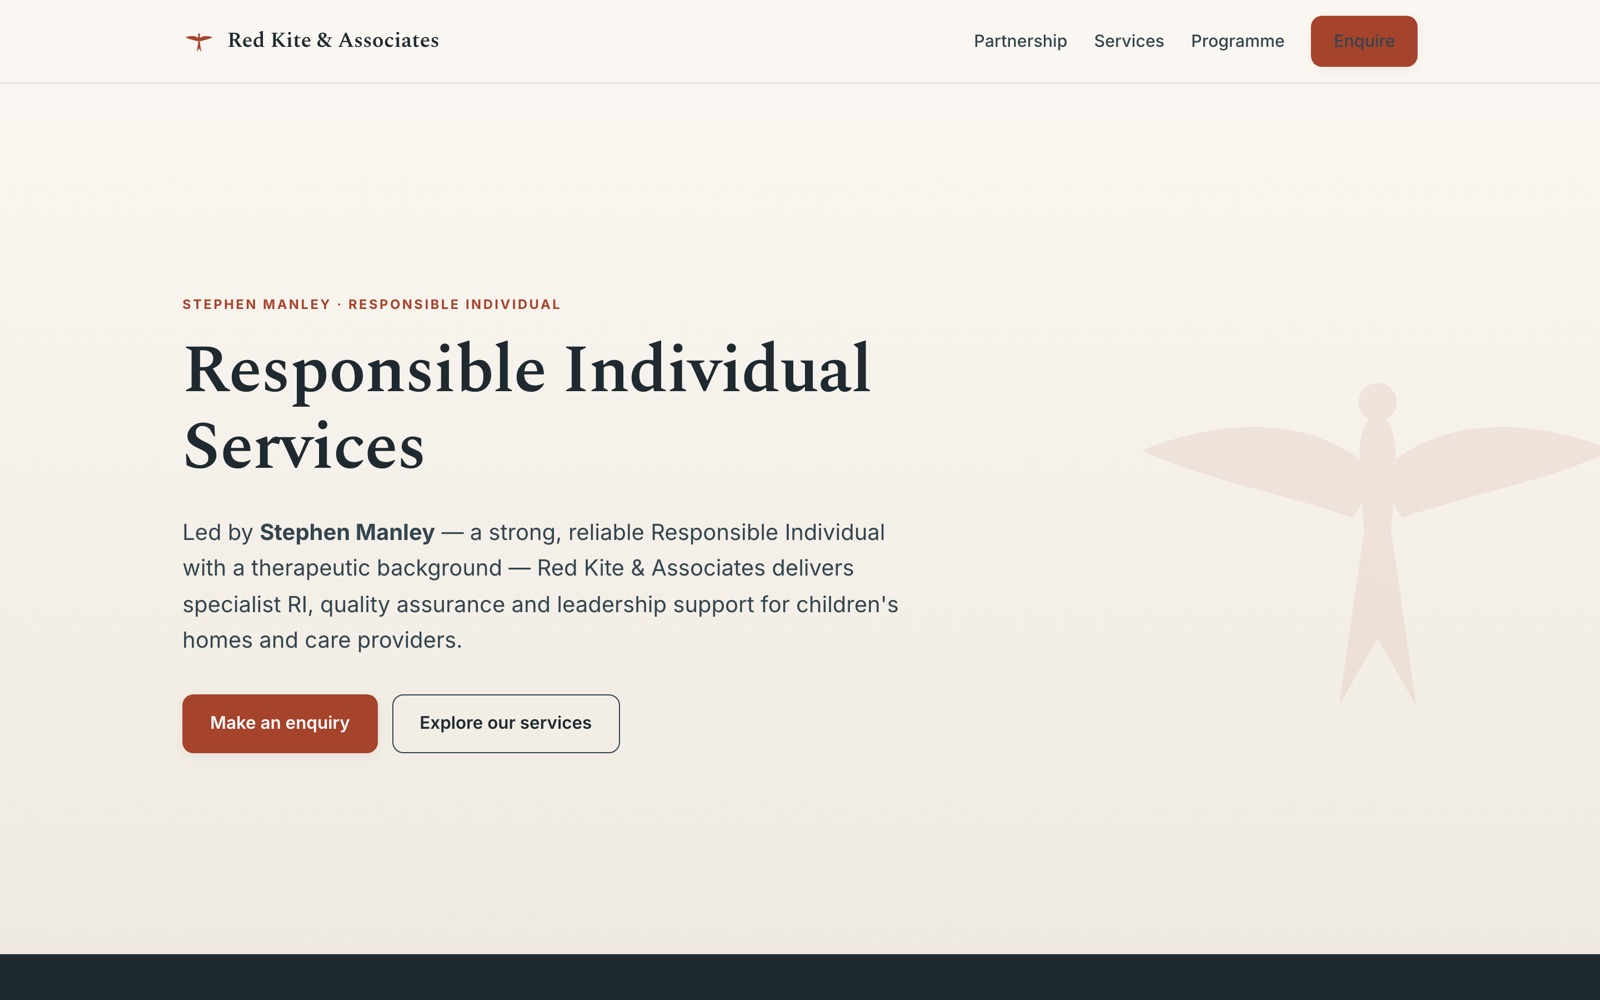 Red Kite & Associates
Partnership
Services
Programme
Enquire
STEPHEN MANLEY · RESPONSIBLE INDIVIDUAL
Responsible Individual
Services
Led by Stephen Manley — a strong, reliable Responsible Individual
with a therapeutic background — Red Kite & Associates delivers
specialist RI, quality assurance and leadership support for children's
homes and care providers.
Make an enquiry
Explore our services